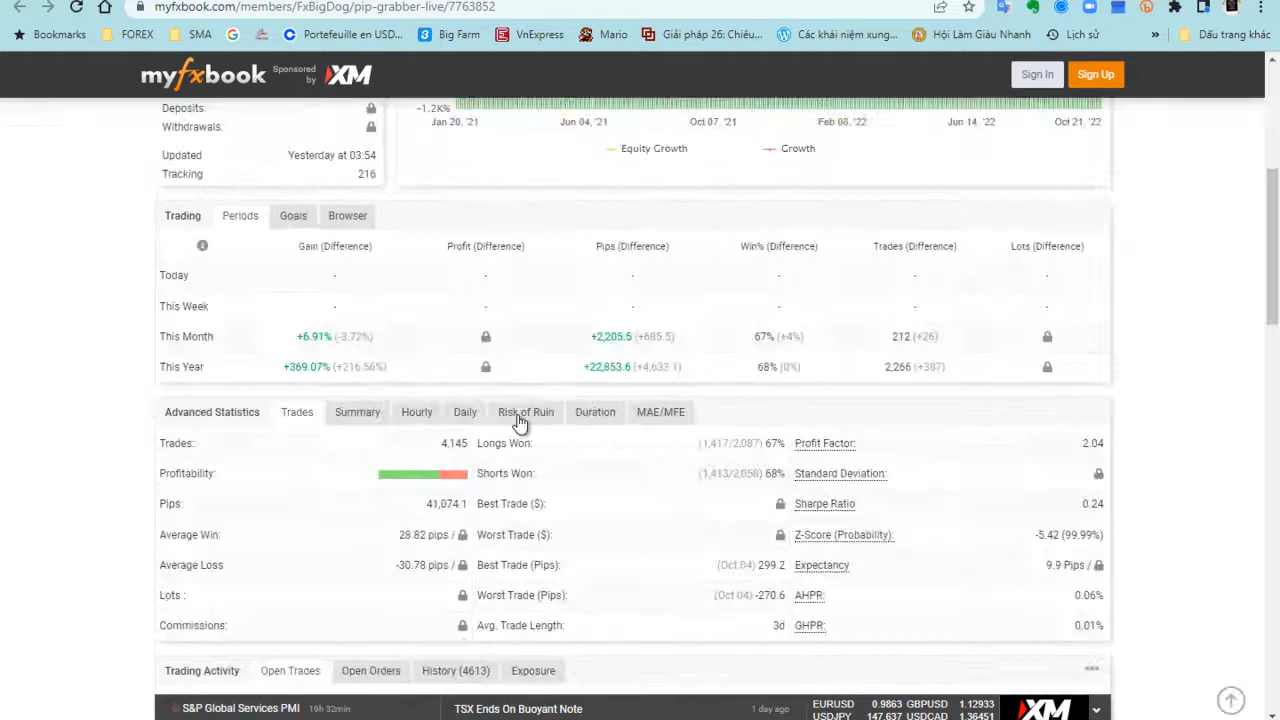 myfxbook.com/members/FxBigDog/pip-grabber-live/7763852
Bookmarks FOREX SMA Portefeuille en USD... Big Farm VnExpress Mario Giải pháp 26: Chiêu... Các khái niệm xung... Hội Làm Giàu Nhanh Lịch sử » Dấu trang khác
myfxbook Sponsored by XM Sign In Sign Up
Deposits:
Withdrawals:
Updated Yesterday at 03:54
Tracking 216
-1.2K%
Jan 20, '21 Jun 04, '21 Oct 07, '21 Feb 08, '22 Jun 14, '22 Oct 21, '22
Equity Growth Growth
Trading Periods Goals Browser
Gain (Difference) Profit (Difference) Pips (Difference) Win% (Difference) Trades (Difference) Lots (Difference)
Today - - - - - -
This Week - - - - - -
This Month +6.91% (-3.72%) +2,205.5 (+685.5) 67% (+4%) 212 (+26)
This Year +369.07% (+216.56%) +22,853.6 (+4,633.1) 68% (0%) 2,266 (+387)
Advanced Statistics Trades Summary Hourly Daily Risk of Ruin Duration MAE/MFE
Trades: 4,145 Longs Won: (1,417/2,087) 67% Profit Factor: 2.04
Profitability: Shorts Won: (1,413/2,058) 68% Standard Deviation:
Pips: 41,074.1 Best Trade ($): Sharpe Ratio 0.24
Average Win: 28.82 pips / Worst Trade ($): Z-Score (Probability): -5.42 (99.99%)
Average Loss -30.78 pips / Best Trade (Pips): (Oct 04) 299.2 Expectancy 9.9 Pips /
Lots : Worst Trade (Pips): (Oct 04) -270.6 AHPR: 0.06%
Commissions: Avg. Trade Length: 3d GHPR: 0.01%
Trading Activity Open Trades Open Orders History (4613) Exposure
S&P Global Services PMI 19h 32min TSX Ends On Buoyant Note 1 day ago EURUSD 0.9863 GBPUSD 1.12933
USDJPY 147.637 USDCAD 1.36451 XM